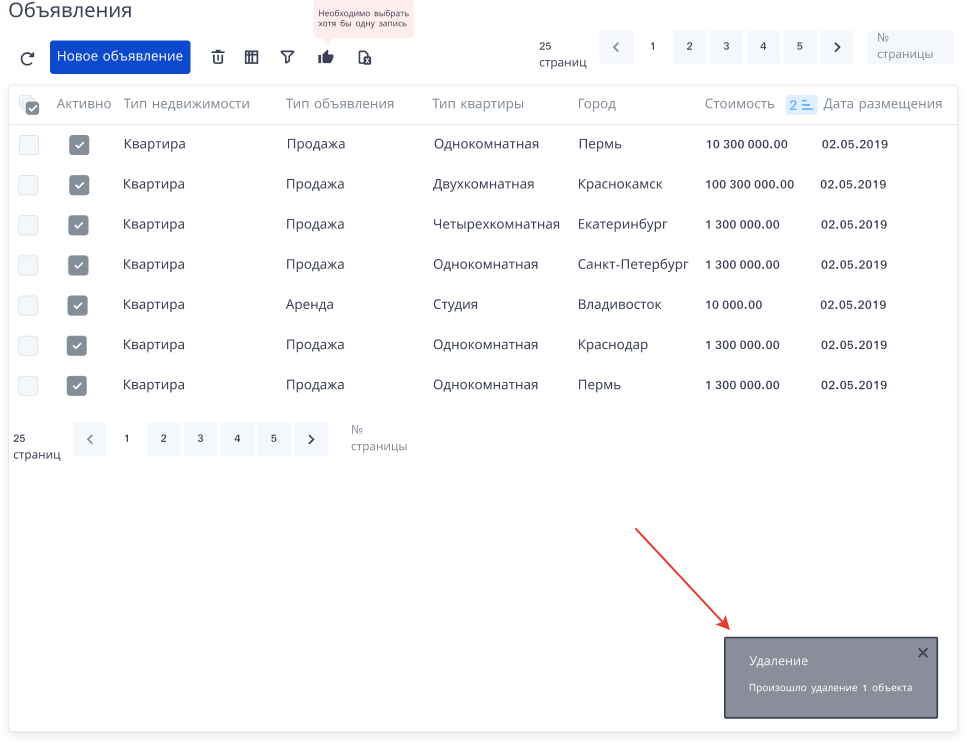 Объявления
Необходимо выбрать
хотя бы одну запись
Новое объявление
25
страниц
1 2 3 4 5
№
страницы
Активно Тип недвижимости Тип объявления Тип квартиры Город Стоимость 2 Дата размещения
Квартира Продажа Однокомнатная Пермь 10 300 000.00 02.05.2019
Квартира Продажа Двухкомнатная Краснокамск 100 300 000.00 02.05.2019
Квартира Продажа Четырехкомнатная Екатеринбург 1 300 000.00 02.05.2019
Квартира Продажа Однокомнатная Санкт-Петербург 1 300 000.00 02.05.2019
Квартира Аренда Студия Владивосток 10 000.00 02.05.2019
Квартира Продажа Однокомнатная Краснодар 1 300 000.00 02.05.2019
Квартира Продажа Однокомнатная Пермь 1 300 000.00 02.05.2019
25
страниц
1 2 3 4 5
№
страницы
Удаление
Произошло удаление 1 объекта